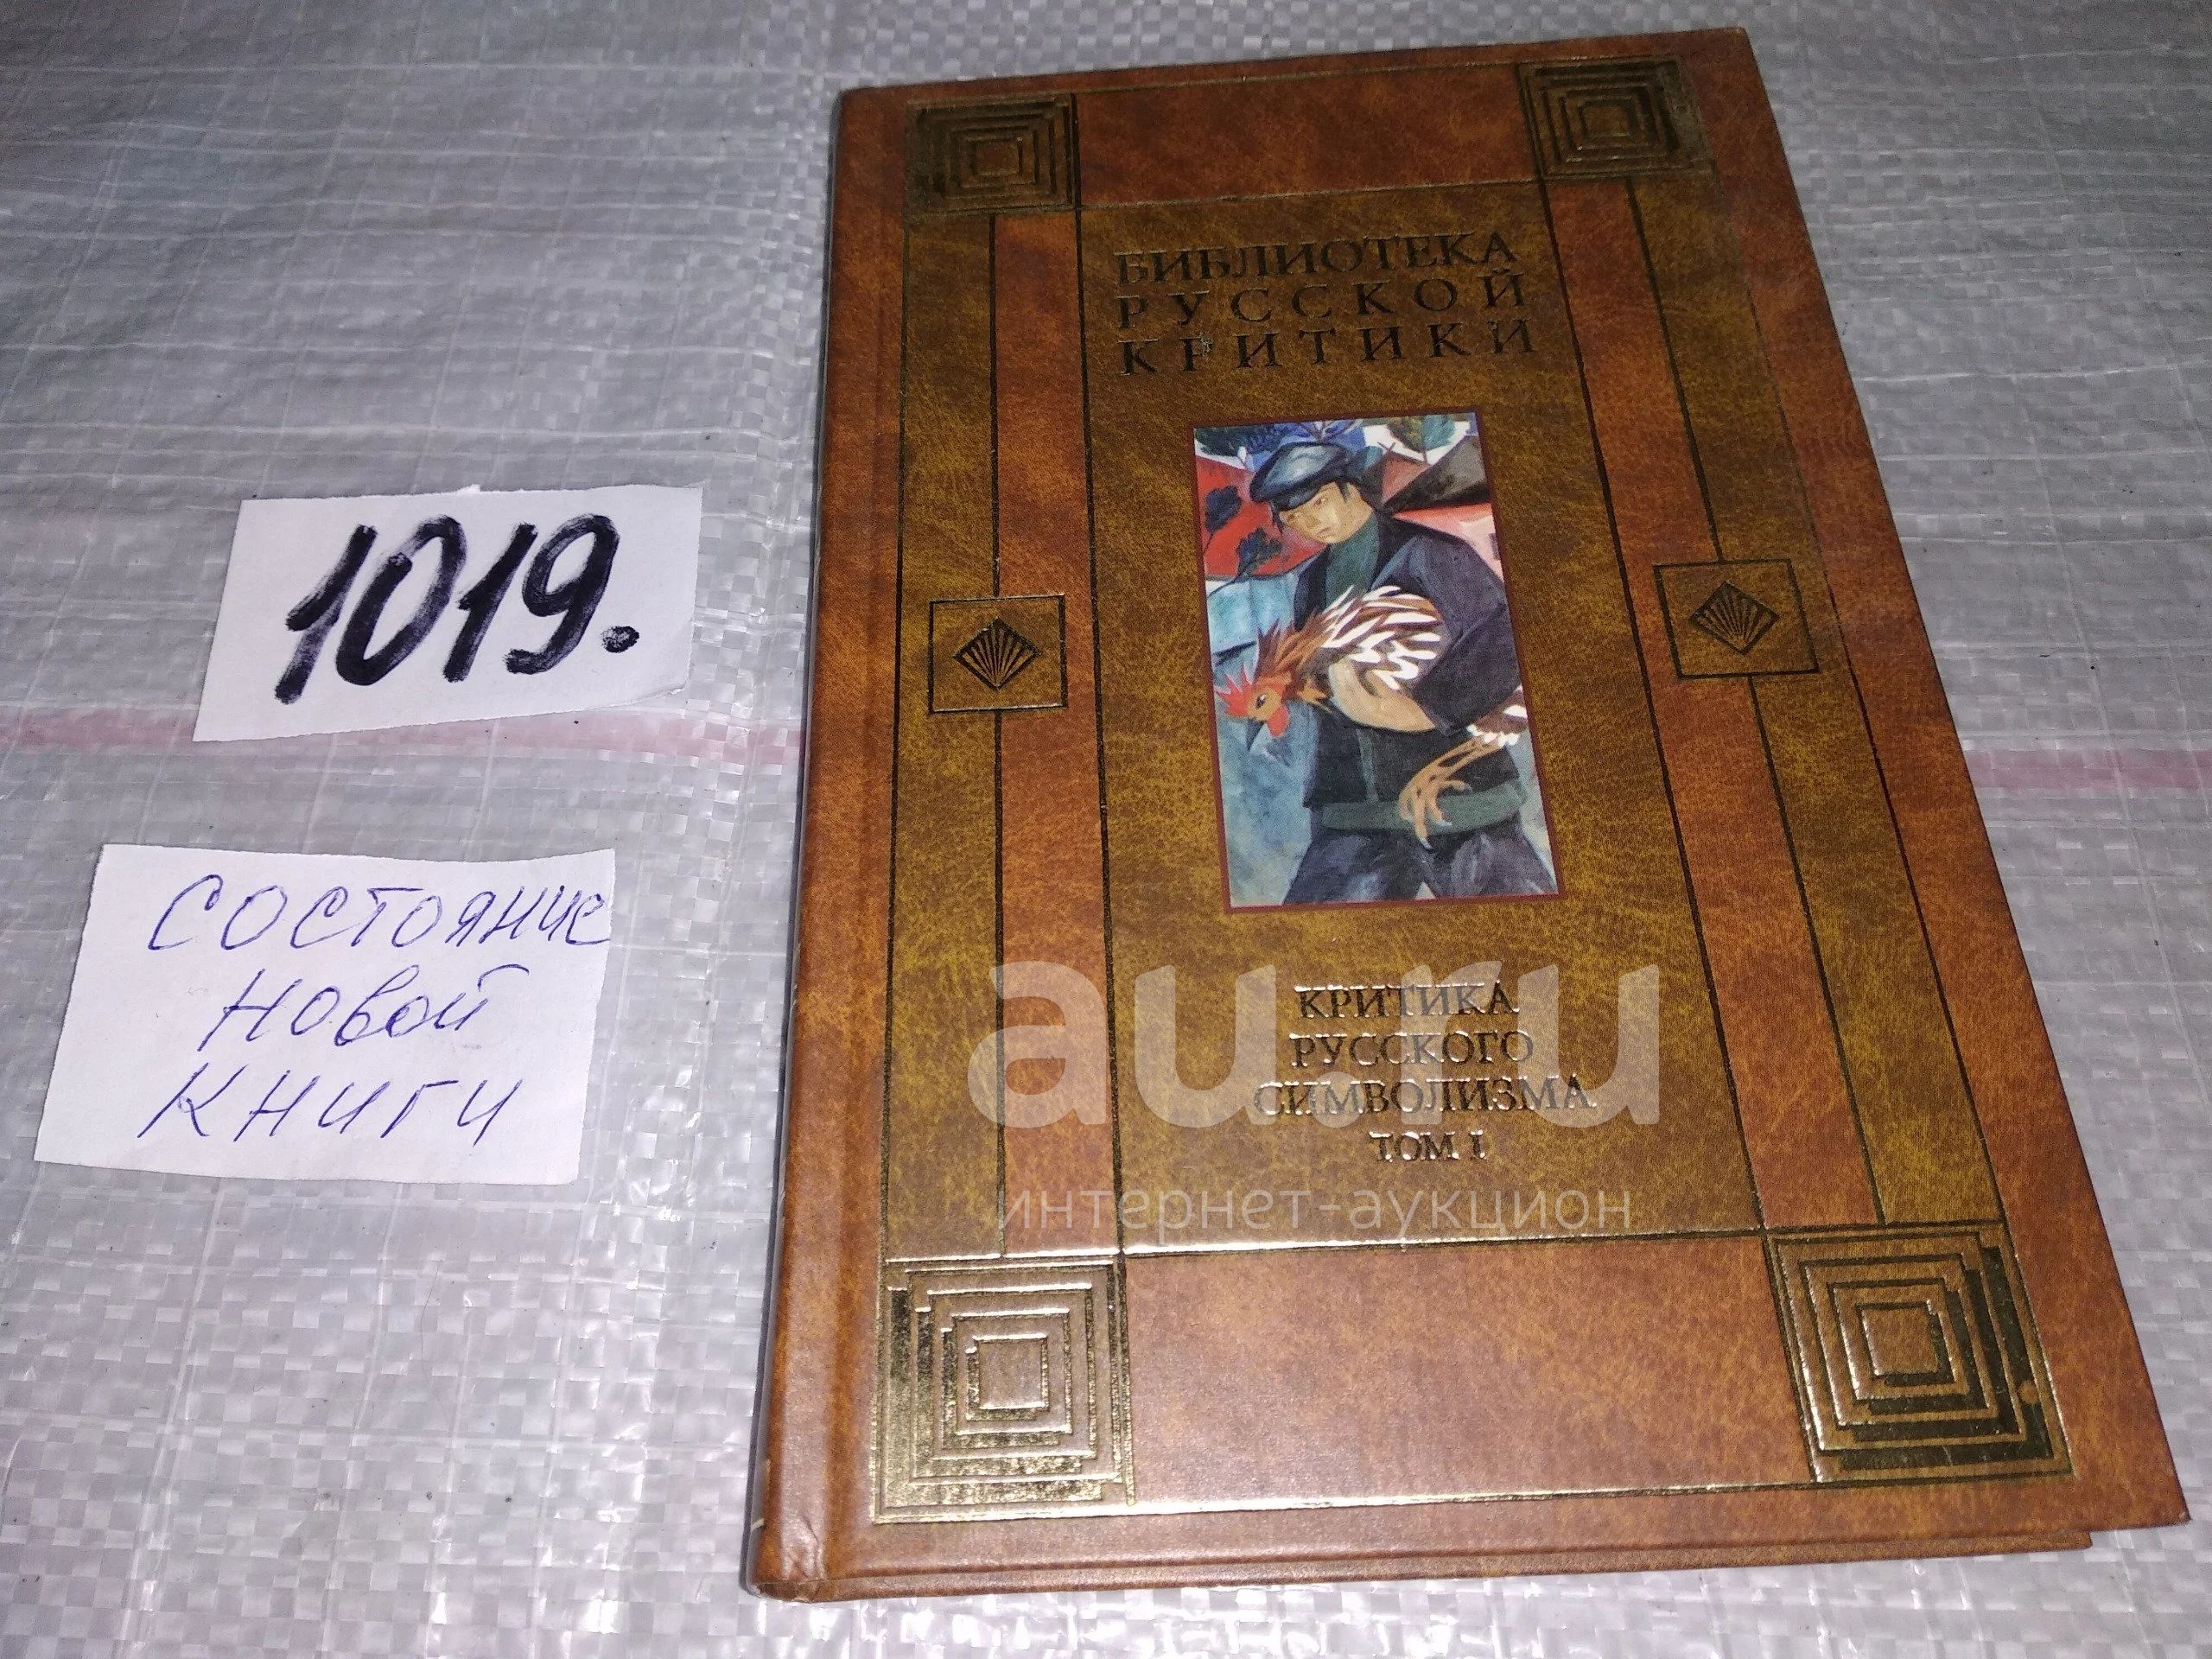 1019.
состояние
новой
книги
БИБЛИОТЕКА
РУССКОЙ
КРИТИКИ
КРИТИКА
РУССКОГО
СИМВОЛИЗМА
ТОМ I
au.ru
интернет-аукцион